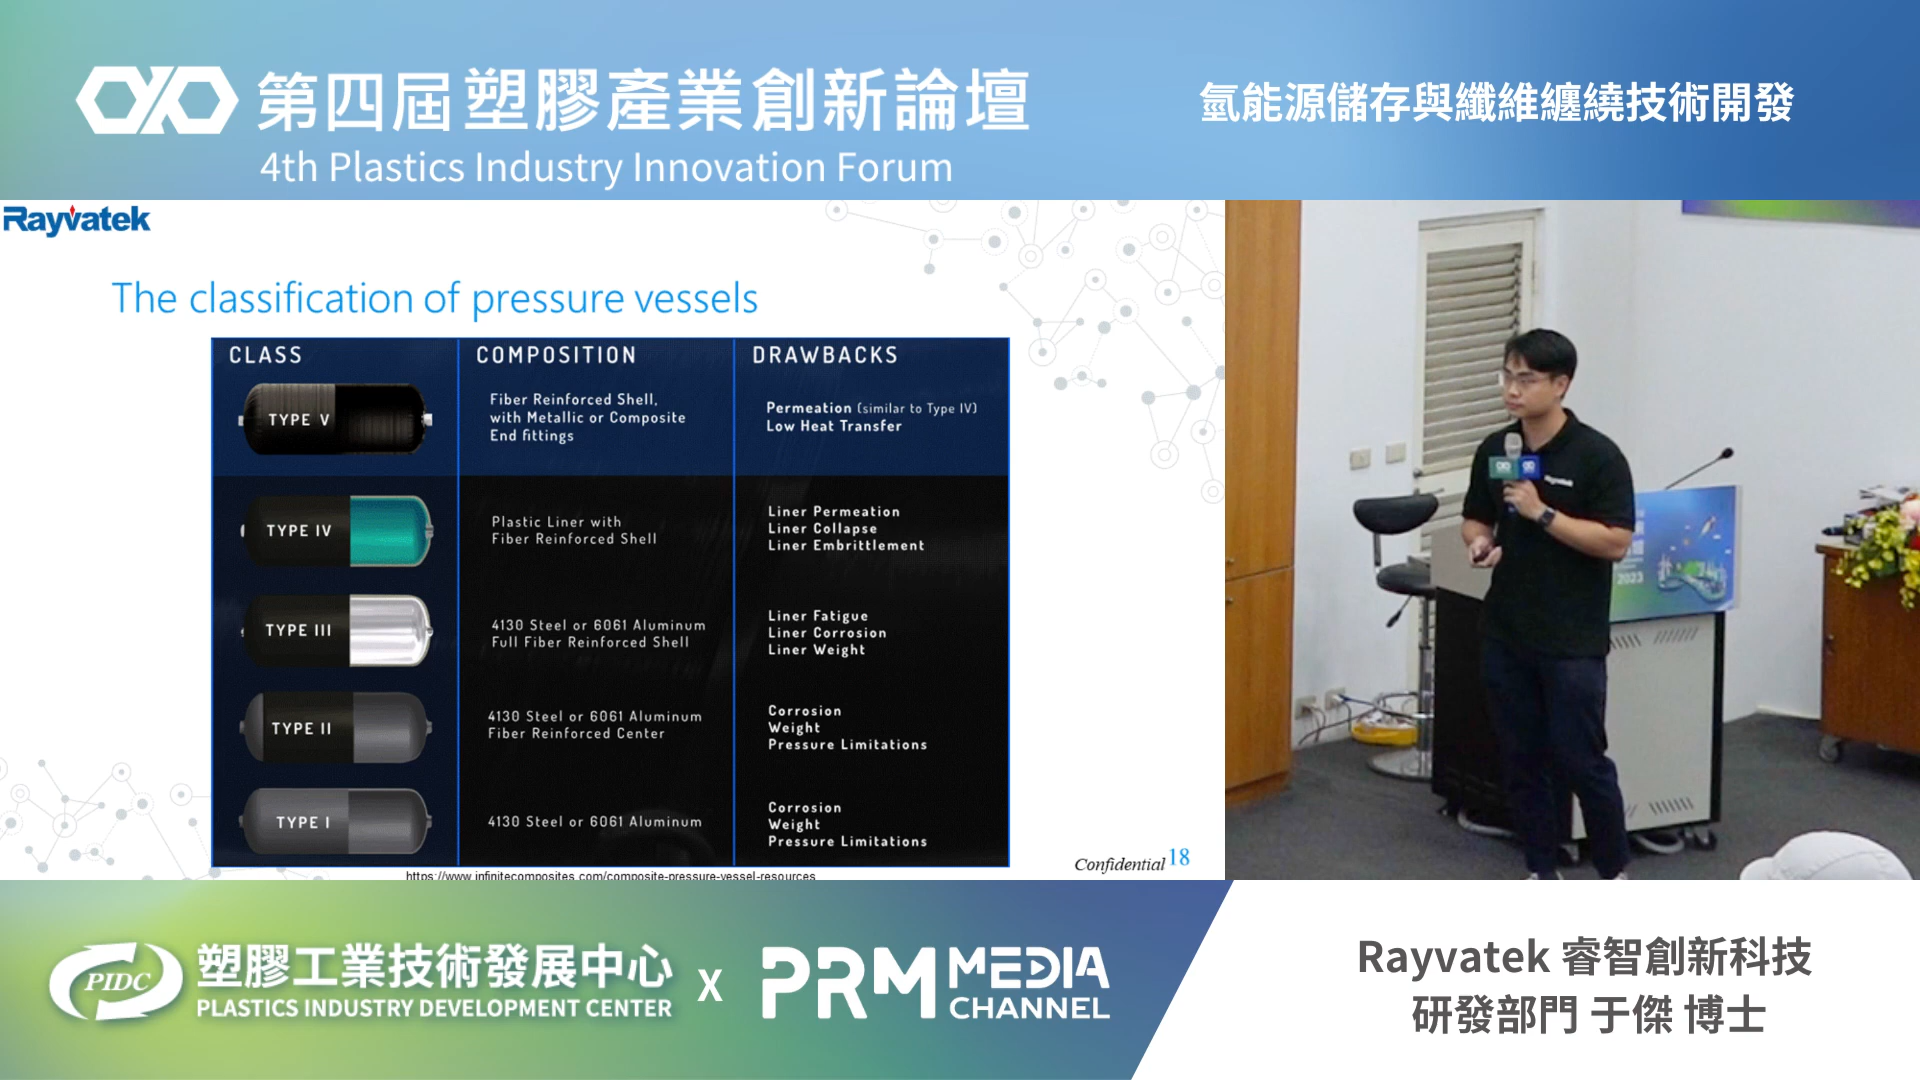 第四屆塑膠產業創新論壇
4th Plastics Industry Innovation Forum
氫能源儲存與纖維纏繞技術開發
Rayvatek
The classification of pressure vessels
CLASS
COMPOSITION
DRAWBACKS
TYPE V
Fiber Reinforced Shell,
with Metallic or Composite
End fittings
Permeation (similar to Type IV)
Low Heat Transfer
TYPE IV
Plastic Liner with
Fiber Reinforced Shell
Liner Permeation
Liner Collapse
Liner Embrittlement
TYPE III
4130 Steel or 6061 Aluminum
Full Fiber Reinforced Shell
Liner Fatigue
Liner Corrosion
Liner Weight
TYPE II
4130 Steel or 6061 Aluminum
Fiber Reinforced Center
Corrosion
Weight
Pressure Limitations
TYPE I
4130 Steel or 6061 Aluminum
Corrosion
Weight
Pressure Limitations
Confidential 18
https://www.infinitecomposites.com/composite-pressure-vessel-resources
Rayvatek
2023
PIDC
塑膠工業技術發展中心
PLASTICS INDUSTRY DEVELOPMENT CENTER
X
PRM MEDIA
CHANNEL
Rayvatek 睿智創新科技
研發部門 于傑 博士